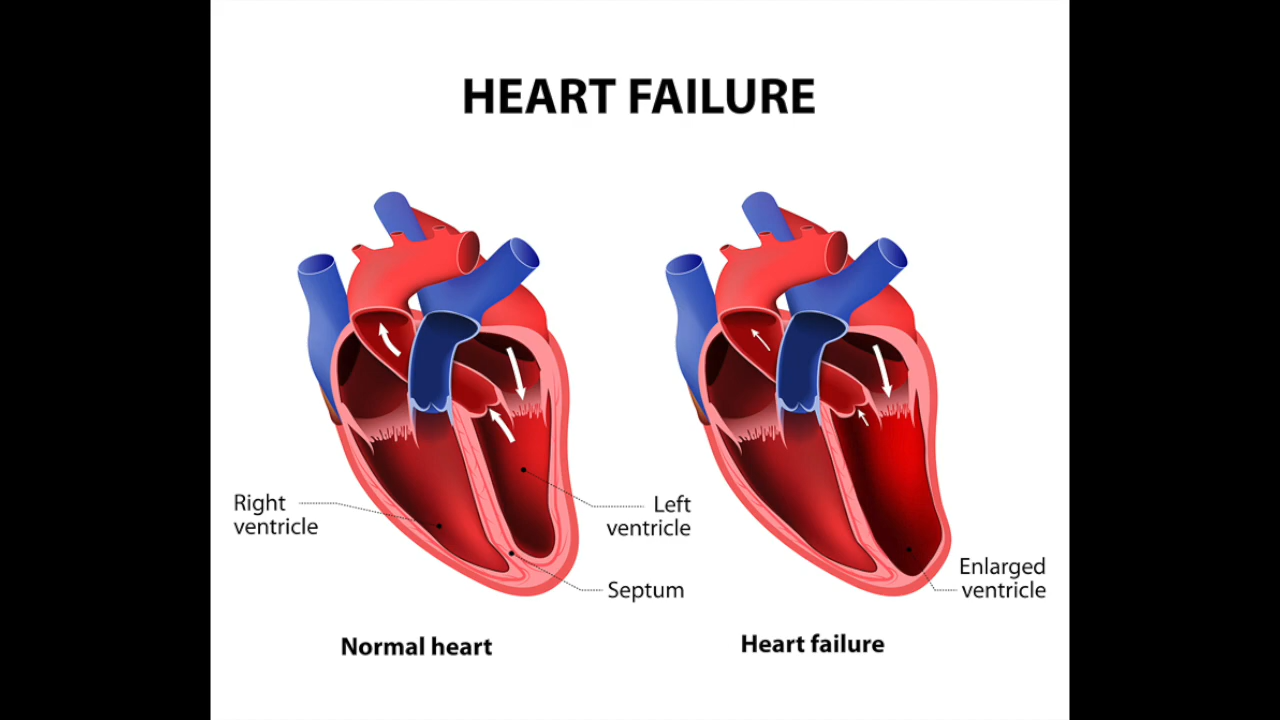 HEART FAILURE
Right
ventricle
Left
ventricle
Septum
Enlarged
ventricle
Normal heart
Heart failure